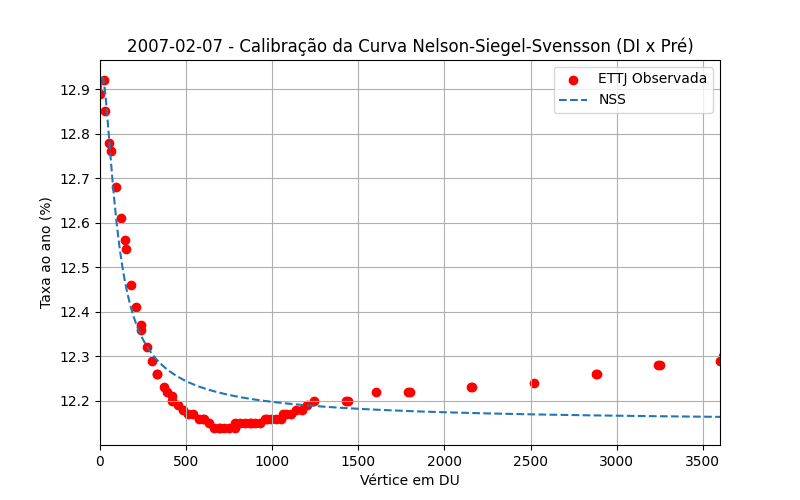 2007-02-07 - Calibração da Curva Nelson-Siegel-Svensson (DI x Pré)
ETTJ Observada
NSS
Taxa ao ano (%)
12.9
12.8
12.7
12.6
12.5
12.4
12.3
12.2
0 500 1000 1500 2000 2500 3000 3500
Vértice em DU